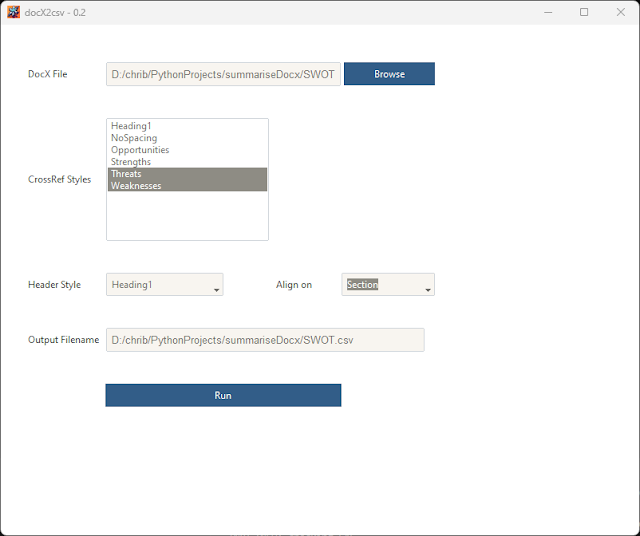 docX2csv - 0.2
DocX File
D:/chrib/PythonProjects/summariseDocx/SWOT
Browse
CrossRef Styles
Heading1
NoSpacing
Opportunities
Strengths
Threats
Weaknesses
Header Style
Heading1
Align on
Section
Output Filename
D:/chrib/PythonProjects/summariseDocx/SWOT.csv
Run